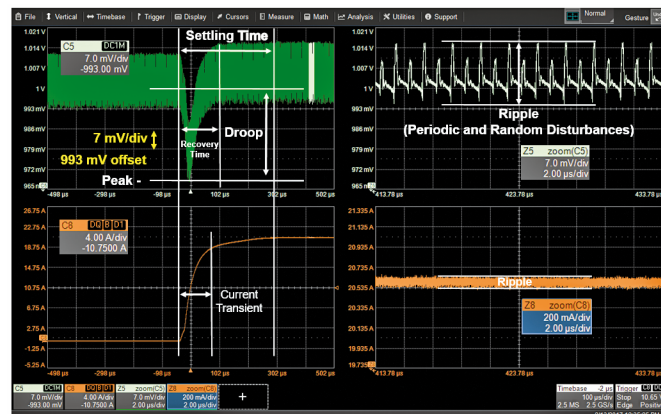 File Vertical Timebase Trigger Display Cursors Measure Math Analysis Utilities Support Normal Gesture
1.021 V
1.014 V
1.007 V
1 V
993 mV
986 mV
979 mV
972 mV
965 mV
C5 DC1M
7.0 mV/div
-993.00 mV
Settling Time
Droop
Recovery
Time
7 mV/div
993 mV offset
Peak -
-498 µs -298 µs -98 µs 102 µs 302 µs 502 µs
1.021 V
1.014 V
1.007 V
1 V
993 mV
986 mV
979 mV
972 mV
965 mV
Ripple
(Periodic and Random Disturbances)
Z5 zoom(C5)
7.0 mV/div
2.00 µs/div
413.78 µs 423.78 µs 433.78 µs
26.75 A
22.75 A
18.75 A
14.75 A
10.75 A
6.75 A
2.75 A
-1.25 A
-5.25 A
C8 DQ B D1
4.00 A/div
-10.7500 A
Current
Transient
-498 µs -298 µs -98 µs 102 µs 302 µs 502 µs
21.335 A
21.135 A
20.935 A
20.735 A
20.535 A
20.335 A
20.135 A
19.935 A
19.735 A
Ripple
Z8 zoom(C8)
200 mA/div
2.00 µs/div
413.78 µs 423.78 µs
C5 DC1M
7.0 mV/div
-993.00 mV
C8 DQ B D1
4.00 A/div
-10.7500 A
Z5 zoom(C5)
7.0 mV/div
2.00 µs/div
Z8 zoom(C8)
200 mA/div
2.00 µs/div
+
Timebase -2 µs
100 µs/div
2.5 MS 2.5 GS/s
Trigger
Stop 10.65
Edge Positiv